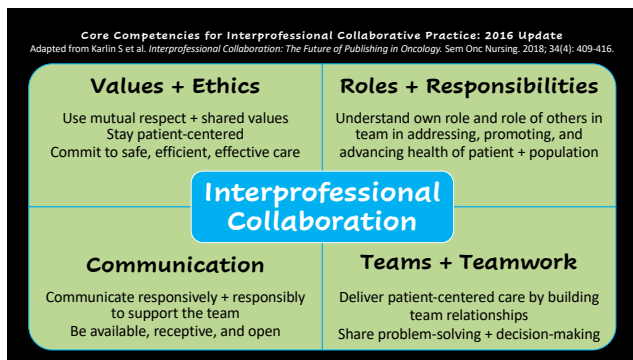 Core Competencies for Interprofessional Collaborative Practice: 2016 Update
Adapted from Karlin S et al. Interprofessional Collaboration: The Future of Publishing in Oncology. Sem Onc Nursing. 2018; 34(4): 409-416.
Values + Ethics
Use mutual respect + shared values
Stay patient-centered
Commit to safe, efficient, effective care
Roles + Responsibilities
Understand own role and role of others in
team in addressing, promoting, and
advancing health of patient + population
Interprofessional
Collaboration
Communication
Communicate responsively + responsibly
to support the team
Be available, receptive, and open
Teams + Teamwork
Deliver patient-centered care by building
team relationships
Share problem-solving + decision-making